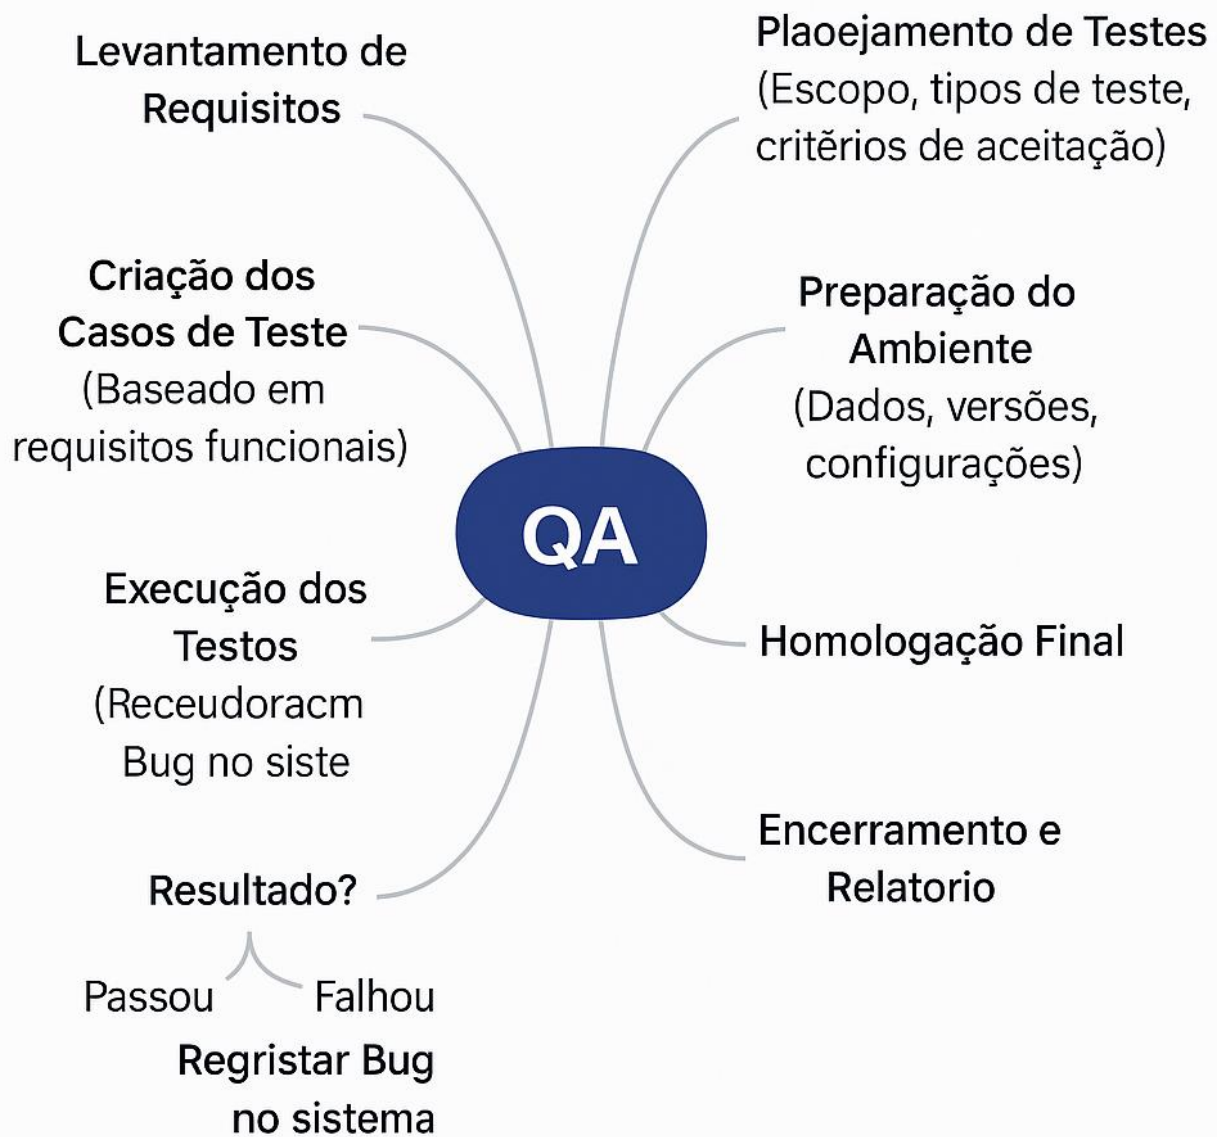 Levantamento de
Requisitos
Plaoejamento de Testes
(Escopo, tipos de teste,
critĕrios de aceitação)
Criação dos
Casos de Teste
(Baseado em
requisitos funcionais)
Preparação do
Ambiente
(Dados, versões,
configurações)
QA
Execução dos
Testos
(Receudoracm
Bug no siste
Homologação Final
Resultado?
Passou
Falhou
Regristar Bug
no sistema
Encerramento e
Relatorio